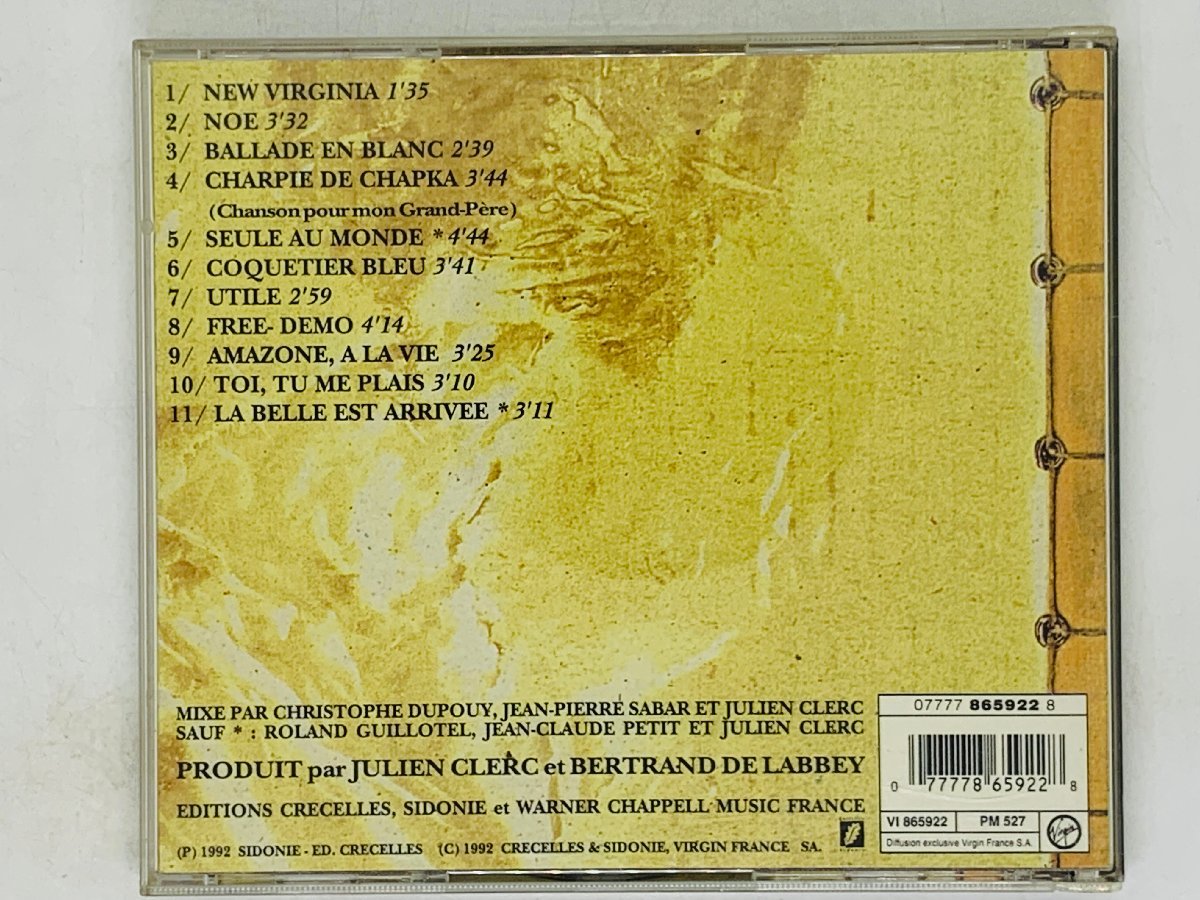 1/ NEW VIRGINIA 1'35
2/ NOE 3'32
3/ BALLADE EN BLANC 2'39
4/ CHARPIE DE CHAPKA 3'44
(Chanson pour mon Grand-Père)
5/ SEULE AU MONDE * 4'44
6/ COQUETIER BLEU 3'41
7/ UTILE 2'59
8/ FREE- DEMO 4'14
9/ AMAZONE, A LA VIE 3'25
10/ TOI, TU ME PLAIS 3'10
11/ LA BELLE EST ARRIVEE * 3'11
MIXE PAR CHRISTOPHE DUPOUY, JEAN-PIERRE SABAR ET JULIEN CLERC
SAUF * : ROLAND GUILLOTEL, JEAN-CLAUDE PETIT ET JULIEN CLERC
PRODUIT par JULIEN CLERC et BERTRAND DE LABBEY
EDITIONS CRECELLES, SIDONIE et WARNER CHAPPELL MUSIC FRANCE
(P) 1992 SIDONIE - ED. CRECELLES (C) 1992 CRECELLES & SIDONIE, VIRGIN FRANCE SA.
07777 865922 8
0 77778 65922 8
VI 865922 PM 527
Diffusion exclusive Virgin France S.A.
Virgin